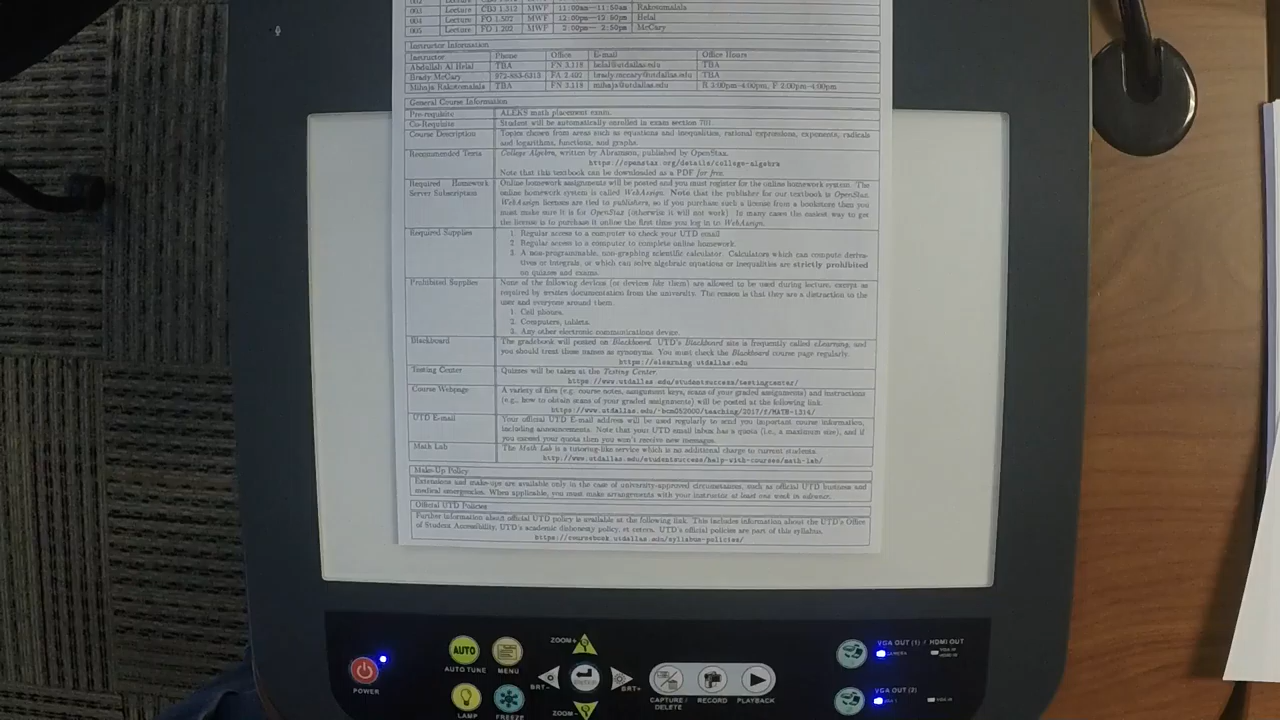 003 Lecture CB3 1.312 MWF 11:00am—11:50am Rakotomalala
004 Lecture FO 1.502 MWF 12:00pm—12:50pm Helal
005 Lecture FO 1.202 MWF 2:00pm— 2:50pm McCary
Instructor Information
Instructor Phone Office E-mail Office Hours
Abdallah Al Helal TBA FN 3.118 helal@utdallas.edu TBA
Brady McCary 972-883-6313 FA 2.402 brady.mccary@utdallas.edu TBA
Mihaja Rakotomalala TBA FN 3.118 mihaja@utdallas.edu R 3:00pm-4:00pm, F 2:00pm-4:00pm
General Course Information
Pre-requisite ALEKS math placement exam.
Co-Requisite Student will be automatically enrolled in exam section 701
Course Description Topics chosen from areas such as equations and inequalities, rational expressions, exponents, radicals
and logarithms, functions, and graphs.
Recommended Texts College Algebra, written by Abramson, published by OpenStax.
https://openstax.org/details/college-algebra
Note that this textbook can be downloaded as a PDF for free.
Required Homework Online homework assignments will be posted and you must register for the online homework system. The
Server Subscription online homework system is called WebAssign. Note that the publisher for our textbook is OpenStax.
WebAssign licenses are tied to publishers, so if you purchase such a license from a bookstore then you
must make sure it is for OpenStax (otherwise it will not work). In many cases the easiest way to get
the license is to purchase it online the first time you log in to WebAssign.
Required Supplies 1. Regular access to a computer to check your UTD email
2. Regular access to a computer to complete online homework.
3. A non-programmable, non-graphing scientific calculator. Calculators which can compute deriva-
tives or integrals, or which can solve algebraic equations or inequalities are strictly prohibited
on quizzes and exams.
Prohibited Supplies None of the following devices (or devices like them) are allowed to be used during lecture, except as
required by written documentation from the university. The reason is that they are a distraction to the
user and everyone around them.
1. Cell phones.
2. Computers, tablets.
3. Any other electronic communications device.
Blackboard The gradebook will posted on Blackboard. UTD's Blackboard site is frequently called eLearning, and
you should treat these names as synonyms. You must check the Blackboard course page regularly.
https://elearning.utdallas.edu
Testing Center Quizzes will be taken at the Testing Center.
https://www.utdallas.edu/studentsuccess/testingcenter/
Course Webpage A variety of files (e.g. course notes, assignment keys, scans of your graded assignments) and instructions
(e.g., how to obtain scans of your graded assignments) will be posted at the following link.
https://www.utdallas.edu/~bcm052000/teaching/2017/f/MATH-1314/
UTD E-mail Your official UTD E-mail address will be used regularly to send you important course information,
including announcements. Note that your UTD email inbox has a quota (i.e., a maximum size), and if
you exceed your quota then you won't receive new messages.
Math Lab The Math Lab is a tutoring-like service which is no additional charge to current students.
http://www.utdallas.edu/studentsuccess/help-with-courses/math-lab/
Make-Up Policy
Extensions and make-ups are available only in the case of university-approved circumstances, such as official UTD business and
medical emergencies. When applicable, you must make arrangements with your instructor at least one week in advance.
Official UTD Policies
Further information about official UTD policy is available at the following link. This includes information about the UTD's Office
of Student Accessibility, UTD's academic dishonesty policy, et cetera. UTD's official policies are part of this syllabus.
https://coursebook.utdallas.edu/syllabus-policies/
POWER
AUTO
AUTO TUNE
MENU
LAMP
FREEZE
ZOOM+
BRT-
ENTER
BRT+
ZOOM-
CAPTURE /
DELETE
RECORD
PLAYBACK
VGA OUT (1) / HDMI OUT
CAMERA
VGA OUT (2)